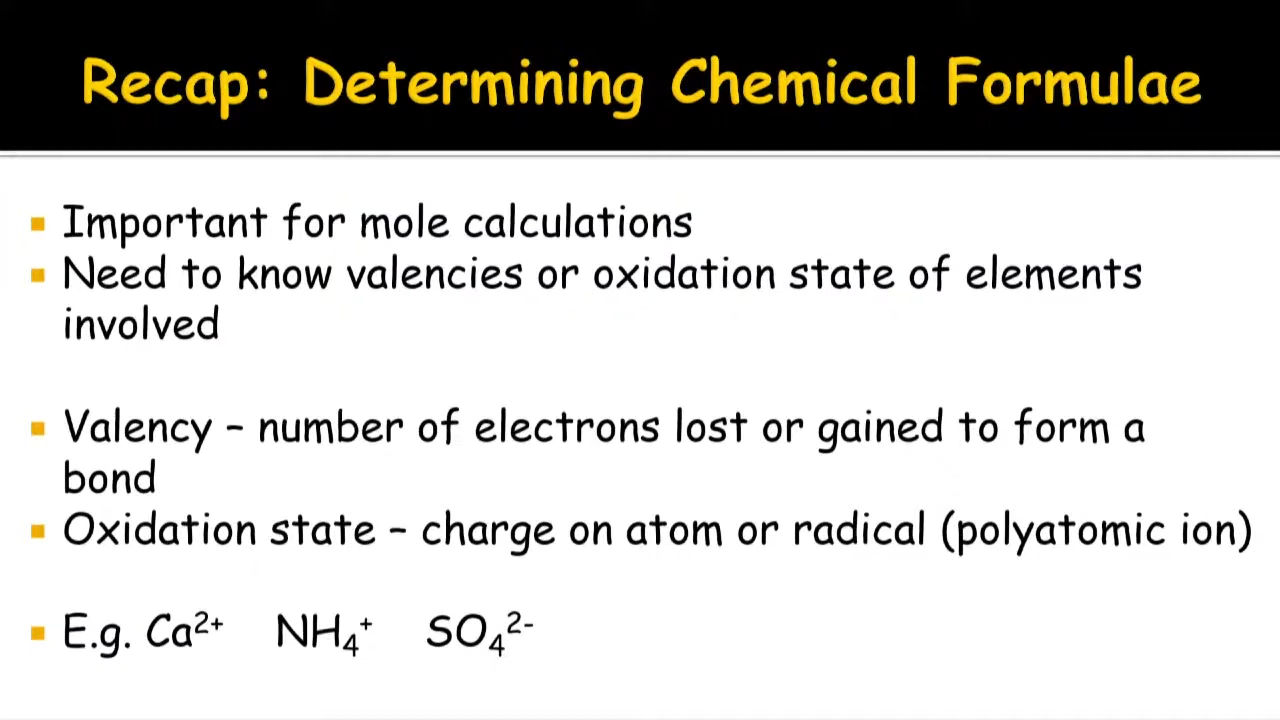 Recap: Determining Chemical Formulae
▪ Important for mole calculations
▪ Need to know valencies or oxidation state of elements
involved
▪ Valency – number of electrons lost or gained to form a
bond
▪ Oxidation state – charge on atom or radical (polyatomic ion)
▪ E.g. Ca²⁺ NH₄⁺ SO₄²⁻